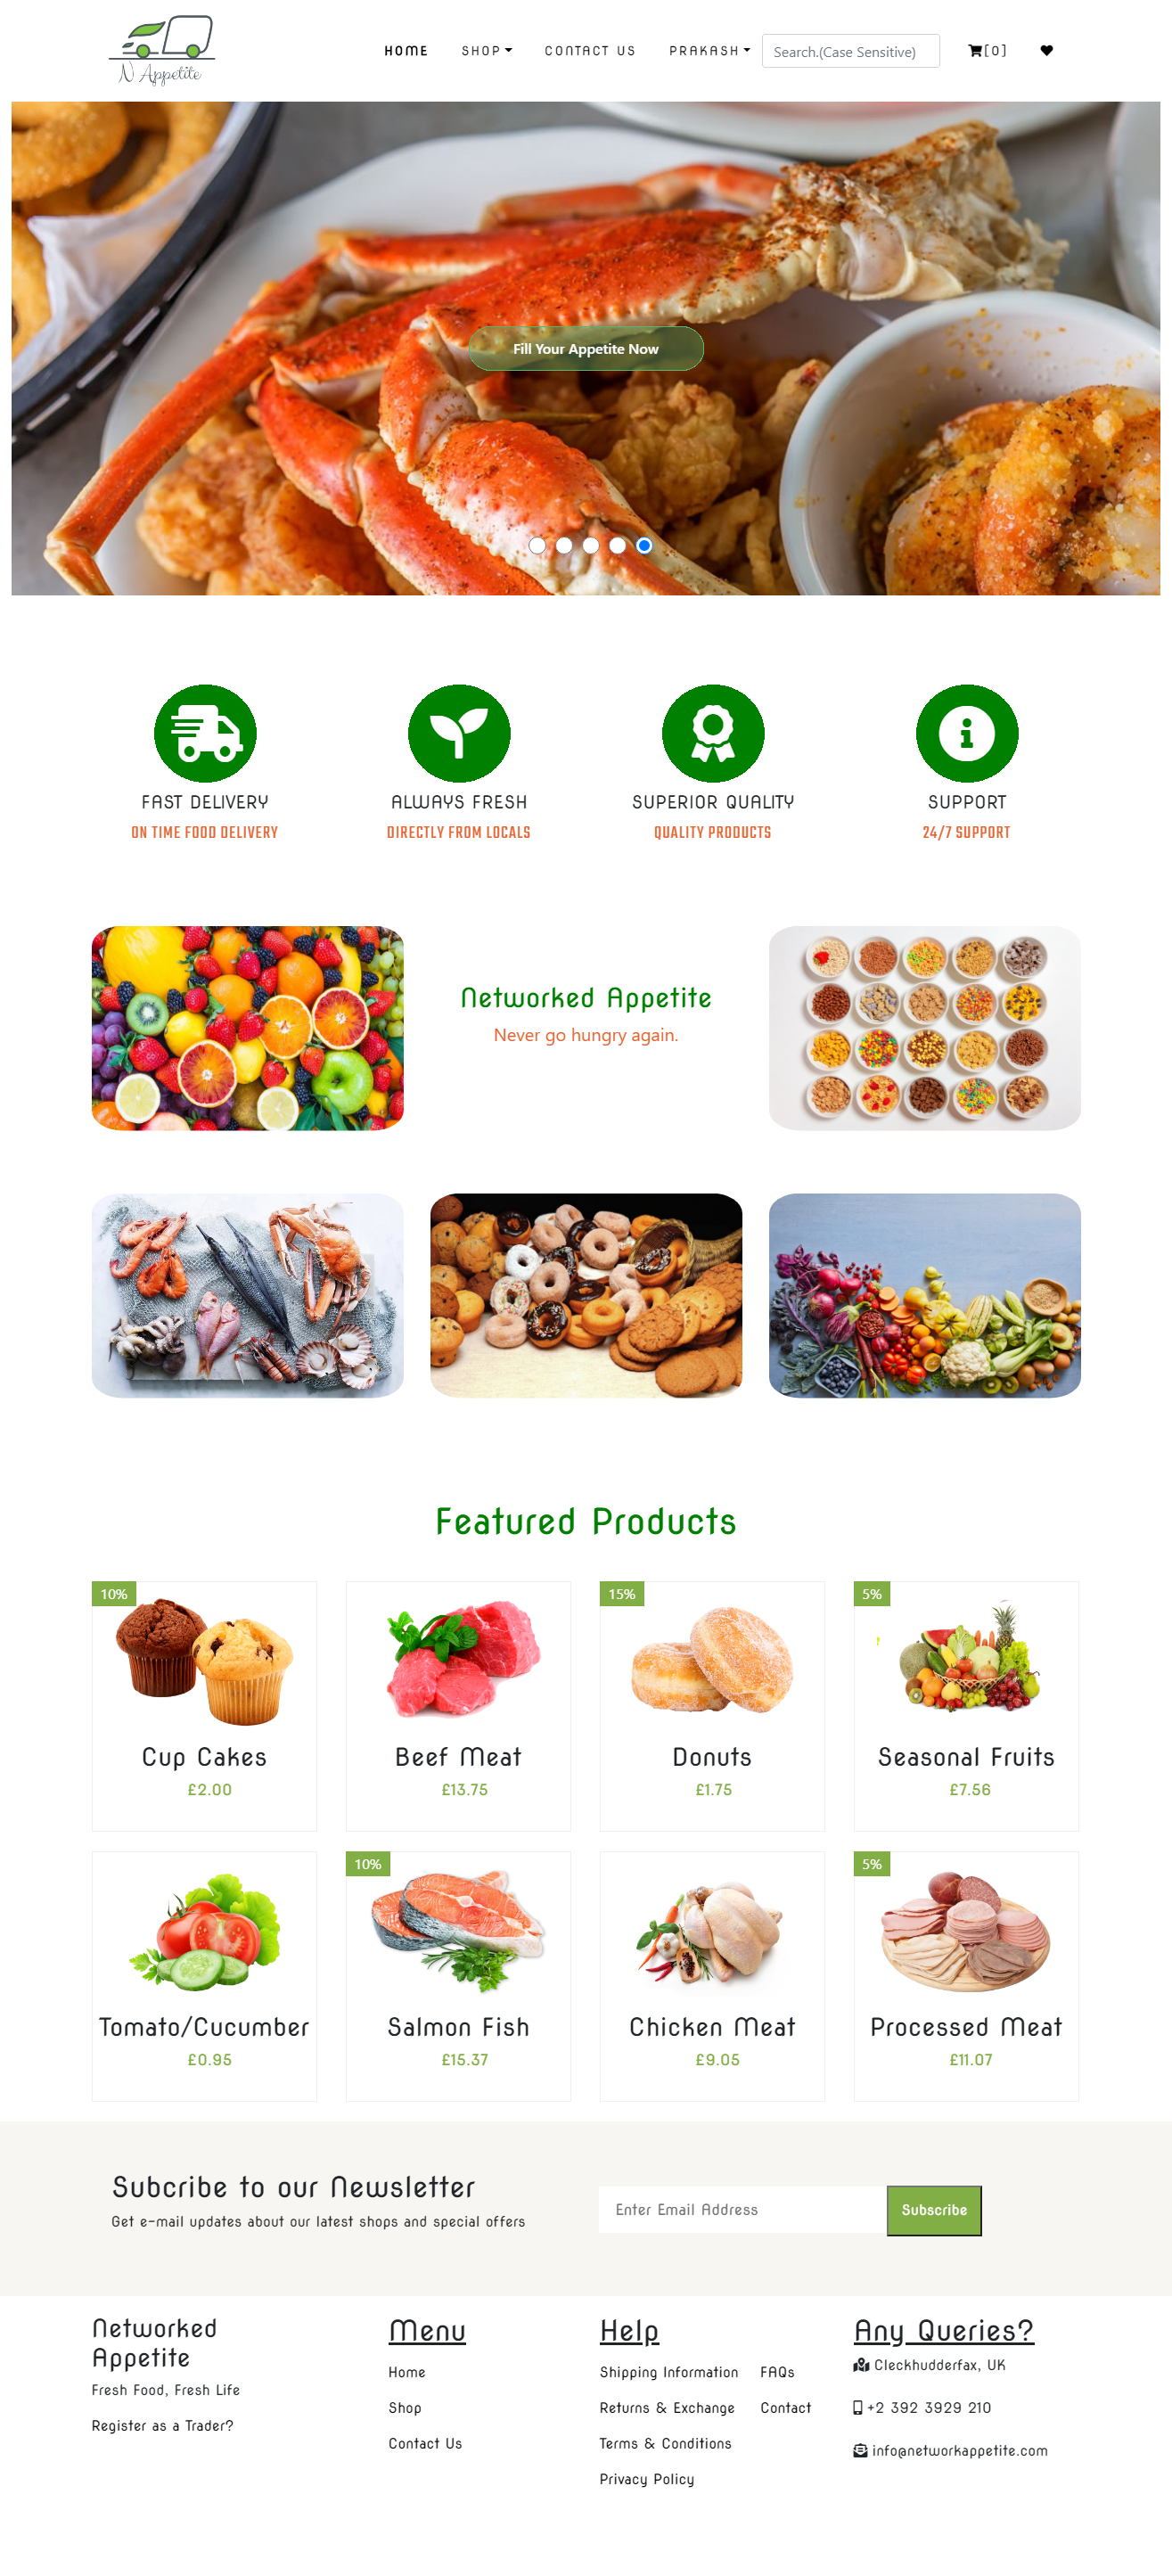 N Appetite
HOME SHOP CONTACT US PRAKASH Search.(Case Sensitive) [0]
Fill Your Appetite Now
FAST DELIVERY ALWAYS FRESH SUPERIOR QUALITY SUPPORT
ON TIME FOOD DELIVERY DIRECTLY FROM LOCALS QUALITY PRODUCTS 24/7 SUPPORT
Networked Appetite
Never go hungry again.
Featured Products
10% 15% 5%
Cup Cakes Beef Meat Donuts Seasonal Fruits
£2.00 £13.75 £1.75 £7.56
10% 5%
Tomato/Cucumber Salmon Fish Chicken Meat Processed Meat
£0.95 £15.37 £9.05 £11.07
Subcribe to our Newsletter
Get e-mail updates about our latest shops and special offers
Enter Email Address Subscribe
Networked
Appetite
Fresh Food, Fresh Life
Register as a Trader?
Menu
Home
Shop
Contact Us
Help
Shipping Information FAQs
Returns & Exchange Contact
Terms & Conditions
Privacy Policy
Any Queries?
Cleckhudderfax, UK
+2 392 3929 210
info@networkappetite.com